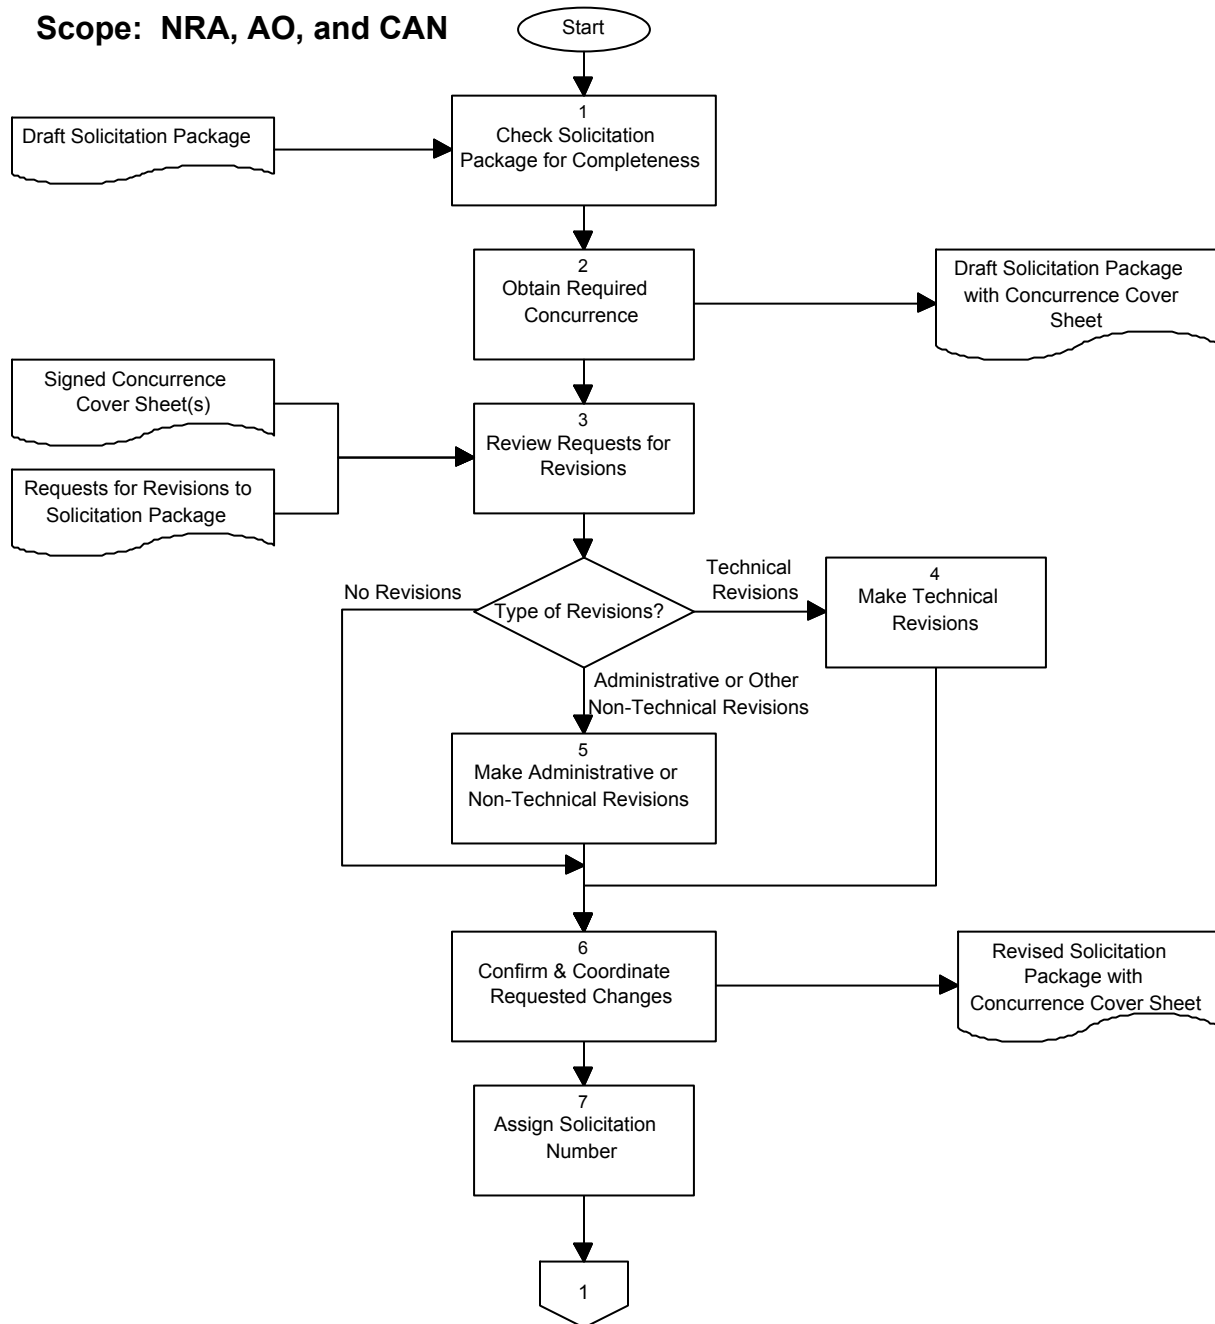 Scope: NRA, AO, and CAN
Start
Draft Solicitation Package
1
Check Solicitation
Package for Completeness
2
Obtain Required
Concurrence
Draft Solicitation Package
with Concurrence Cover
Sheet
Signed Concurrence
Cover Sheet(s)
Requests for Revisions to
Solicitation Package
3
Review Requests for
Revisions
No Revisions
Type of Revisions?
Technical
Revisions
4
Make Technical
Revisions
Administrative or Other
Non-Technical Revisions
5
Make Administrative or
Non-Technical Revisions
6
Confirm & Coordinate
Requested Changes
Revised Solicitation
Package with
Concurrence Cover Sheet
7
Assign Solicitation
Number
1